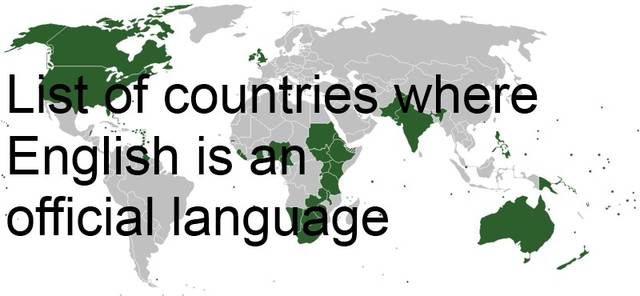 List of countries where
English is an
official language